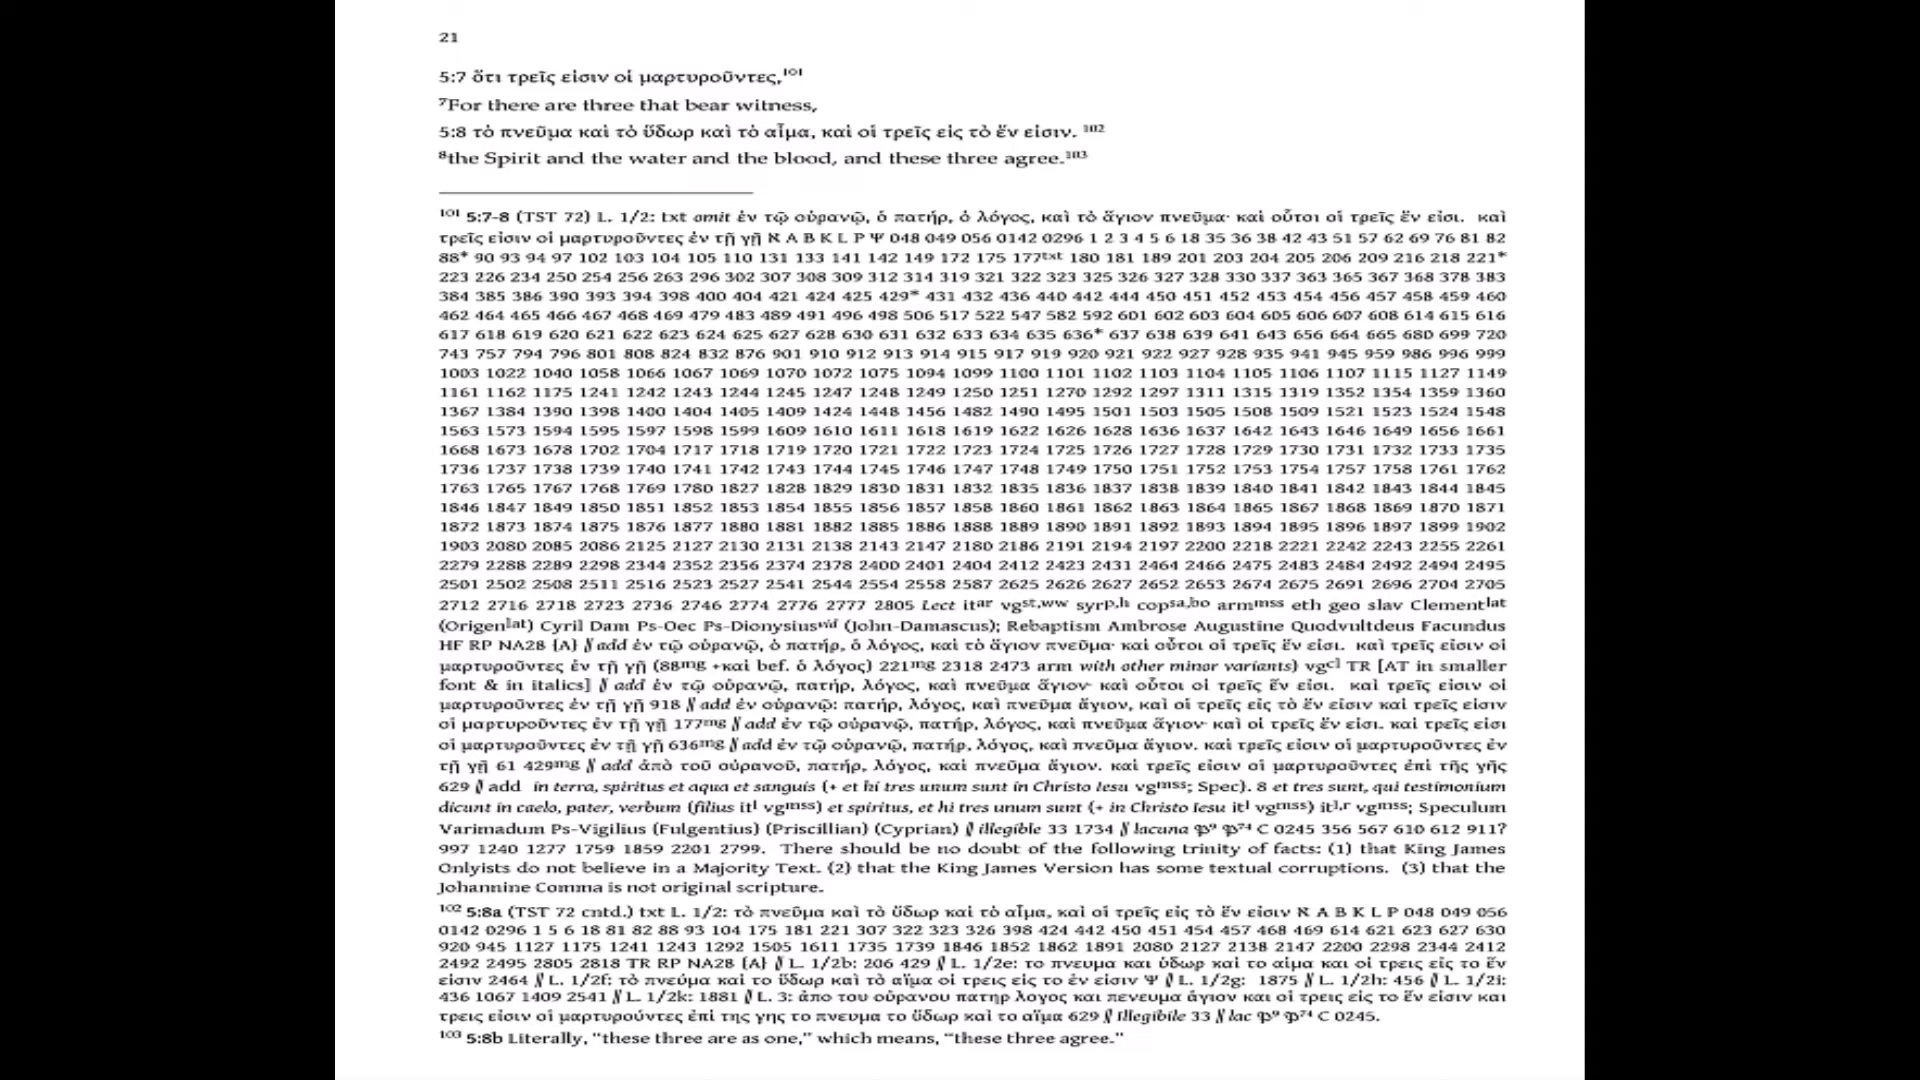 21
5:7 ὅτι τρεῖς εἰσιν οἱ μαρτυροῦντες,¹⁰¹
⁷For there are three that bear witness,
5:8 τὸ πνεῦμα καὶ τὸ ὕδωρ καὶ τὸ αἷμα, καὶ οἱ τρεῖς εἰς τὸ ἕν εἰσιν. ¹⁰²
⁸the Spirit and the water and the blood, and these three agree.¹⁰³
¹⁰¹ 5:7-8 (TST 72) L. 1/2: txt omit ἐν τῷ οὐρανῷ, ὁ πατήρ, ὁ λόγος, καὶ τὸ ἅγιον πνεῦμα· καὶ οὗτοι οἱ τρεῖς ἕν εἰσι. καὶ
τρεῖς εἰσιν οἱ μαρτυροῦντες ἐν τῇ γῇ ℵ A B K L P Ψ 048 049 056 0142 0296 1 2 3 4 5 6 18 35 36 38 42 43 51 57 62 69 76 81 82
88* 90 93 94 97 102 103 104 105 110 131 133 141 142 149 172 175 177ᵗˣᵗ 180 181 189 201 203 204 205 206 209 216 218 221*
223 226 234 250 254 256 263 296 302 307 308 309 312 314 319 321 322 323 325 326 327 328 330 337 363 365 367 368 378 383
384 385 386 390 393 394 398 400 404 421 424 425 429* 431 432 436 440 442 444 450 451 452 453 454 456 457 458 459 460
462 464 465 466 467 468 469 479 483 489 491 496 498 506 517 522 547 582 592 601 602 603 604 605 606 607 608 614 615 616
617 618 619 620 621 622 623 624 625 627 628 630 631 632 633 634 635 636* 637 638 639 641 643 656 664 665 680 699 720
743 757 794 796 801 808 824 832 876 901 910 912 913 914 915 917 919 920 921 922 927 928 935 941 945 959 986 996 999
1003 1022 1040 1058 1066 1067 1069 1070 1072 1075 1094 1099 1100 1101 1102 1103 1104 1105 1106 1107 1115 1127 1149
1161 1162 1175 1241 1242 1243 1244 1245 1247 1248 1249 1250 1251 1270 1292 1297 1311 1315 1319 1352 1354 1359 1360
1367 1384 1390 1398 1400 1404 1405 1409 1424 1448 1456 1482 1490 1495 1501 1503 1505 1508 1509 1521 1523 1524 1548
1563 1573 1594 1595 1597 1598 1599 1609 1610 1611 1618 1619 1622 1626 1628 1636 1637 1642 1643 1646 1649 1656 1661
1668 1673 1678 1702 1704 1717 1718 1719 1720 1721 1722 1723 1724 1725 1726 1727 1728 1729 1730 1731 1732 1733 1735
1736 1737 1738 1739 1740 1741 1742 1743 1744 1745 1746 1747 1748 1749 1750 1751 1752 1753 1754 1757 1758 1761 1762
1763 1765 1767 1768 1769 1780 1827 1828 1829 1830 1831 1832 1835 1836 1837 1838 1839 1840 1841 1842 1843 1844 1845
1846 1847 1849 1850 1851 1852 1853 1854 1855 1856 1857 1858 1860 1861 1862 1863 1864 1865 1867 1868 1869 1870 1871
1872 1873 1874 1875 1876 1877 1880 1881 1882 1885 1886 1888 1889 1890 1891 1892 1893 1894 1895 1896 1897 1899 1902
1903 2080 2085 2086 2125 2127 2130 2131 2138 2143 2147 2180 2186 2191 2194 2197 2200 2218 2221 2242 2243 2255 2261
2279 2288 2289 2298 2344 2352 2356 2374 2378 2400 2401 2404 2412 2423 2431 2464 2466 2475 2483 2484 2492 2494 2495
2501 2502 2508 2511 2516 2523 2527 2541 2544 2554 2558 2587 2625 2626 2627 2652 2653 2674 2675 2691 2696 2704 2705
2712 2716 2718 2723 2736 2746 2774 2776 2777 2805 Lect itᵃʳ vgˢᵗ,ʷʷ syrᵖ,ʰ copˢᵃ,ᵇᵒ armᵐˢˢ eth geo slav Clementˡᵃᵗ
(Origenˡᵃᵗ) Cyril Dam Ps-Oec Ps-Dionysiusᵛⁱᵈ (John-Damascus); Rebaptism Ambrose Augustine Quodvultdeus Facundus
HF RP NA28 {A} ∥ add ἐν τῷ οὐρανῷ, ὁ πατήρ, ὁ λόγος, καὶ τὸ ἅγιον πνεῦμα· καὶ οὗτοι οἱ τρεῖς ἕν εἰσι. καὶ τρεῖς εἰσιν οἱ
μαρτυροῦντες ἐν τῇ γῇ (88ᵐᵍ +καὶ bef. ὁ λόγος) 221ᵐᵍ 2318 2473 arm with other minor variants) vgᶜˡ TR [AT in smaller
font & in italics] ∥ add ἐν τῷ οὐρανῷ, πατήρ, λόγος, καὶ πνεῦμα ἅγιον· καὶ οὗτοι οἱ τρεῖς ἕν εἰσι. καὶ τρεῖς εἰσιν οἱ
μαρτυροῦντες ἐν τῇ γῇ 918 ∥ add ἐν οὐρανῷ: πατήρ, λόγος, καὶ πνεῦμα ἅγιον, καὶ οἱ τρεῖς εἰς τὸ ἕν εἰσιν καὶ τρεῖς εἰσιν
οἱ μαρτυροῦντες ἐν τῇ γῇ 177ᵐᵍ ∥ add ἐν τῷ οὐρανῷ, πατήρ, λόγος, καὶ πνεῦμα ἅγιον· καὶ οἱ τρεῖς ἕν εἰσι. καὶ τρεῖς εἰσι
οἱ μαρτυροῦντες ἐν τῇ γῇ 636ᵐᵍ ∥ add ἐν τῷ οὐρανῷ, πατήρ, λόγος, καὶ πνεῦμα ἅγιον. καὶ τρεῖς εἰσιν οἱ μαρτυροῦντες ἐν
τῇ γῇ 61 429ᵐᵍ ∥ add ἀπὸ τοῦ οὐρανοῦ, πατήρ, λόγος, καὶ πνεῦμα ἅγιον. καὶ τρεῖς εἰσιν οἱ μαρτυροῦντες ἐπὶ τῆς γῆς
629 ∥ add in terra, spiritus et aqua et sanguis (+ et hi tres unum sunt in Christo Iesu vgᵐˢˢ; Spec). 8 et tres sunt, qui testimonium
dicunt in caelo, pater, verbum (filius itˡ vgᵐˢˢ) et spiritus, et hi tres unum sunt (+ in Christo Iesu itˡ vgᵐˢˢ) itˡ,ʳ vgᵐˢˢ; Speculum
Varimadum Ps-Vigilius (Fulgentius) (Priscillian) (Cyprian) ∥ illegible 33 1734 ∥ lacuna 𝔓⁹ 𝔓⁷⁴ C 0245 356 567 610 612 911?
997 1240 1277 1759 1859 2201 2799. There should be no doubt of the following trinity of facts: (1) that King James
Onlyists do not believe in a Majority Text. (2) that the King James Version has some textual corruptions. (3) that the
Johannine Comma is not original scripture.
¹⁰² 5:8a (TST 72 cntd.) txt L. 1/2: τὸ πνεῦμα καὶ τὸ ὕδωρ καὶ τὸ αἷμα, καὶ οἱ τρεῖς εἰς τὸ ἕν εἰσιν ℵ A B K L P 048 049 056
0142 0296 1 5 6 18 81 82 88 93 104 175 181 221 307 322 323 326 398 424 442 450 451 454 457 468 469 614 621 623 627 630
920 945 1127 1175 1241 1243 1292 1505 1611 1735 1739 1846 1852 1862 1891 2080 2127 2138 2147 2200 2298 2344 2412
2492 2495 2805 2818 TR RP NA28 {A} ∥ L. 1/2b: 206 429 ∥ L. 1/2e: το πνευμα και ὑδωρ και το αἱμα και οἱ τρεις εἰς το ἕν
εἰσιν 2464 ∥ L. 1/2f: τὸ πνεύμα καὶ το ὕδωρ καὶ τὸ αἷμα οἱ τρεις εἰς το ἑν εἰσιν Ψ ∥ L. 1/2g: 1875 ∥ L. 1/2h: 456 ∥ L. 1/2i:
436 1067 1409 2541 ∥ L. 1/2k: 1881 ∥ L. 3: ἀπο του οὐρανου πατηρ λογος και πενευμα ἁγιον και οἱ τρεις εἰς το ἕν εἰσιν και
τρεις εἰσιν οἱ μαρτυρούντες ἐπὶ της γης το πνευμα το ὕδωρ καὶ το αἷμα 629 ∥ Illegibile 33 ∥ lac 𝔓⁹ 𝔓⁷⁴ C 0245.
¹⁰³ 5:8b Literally, "these three are as one," which means, "these three agree."